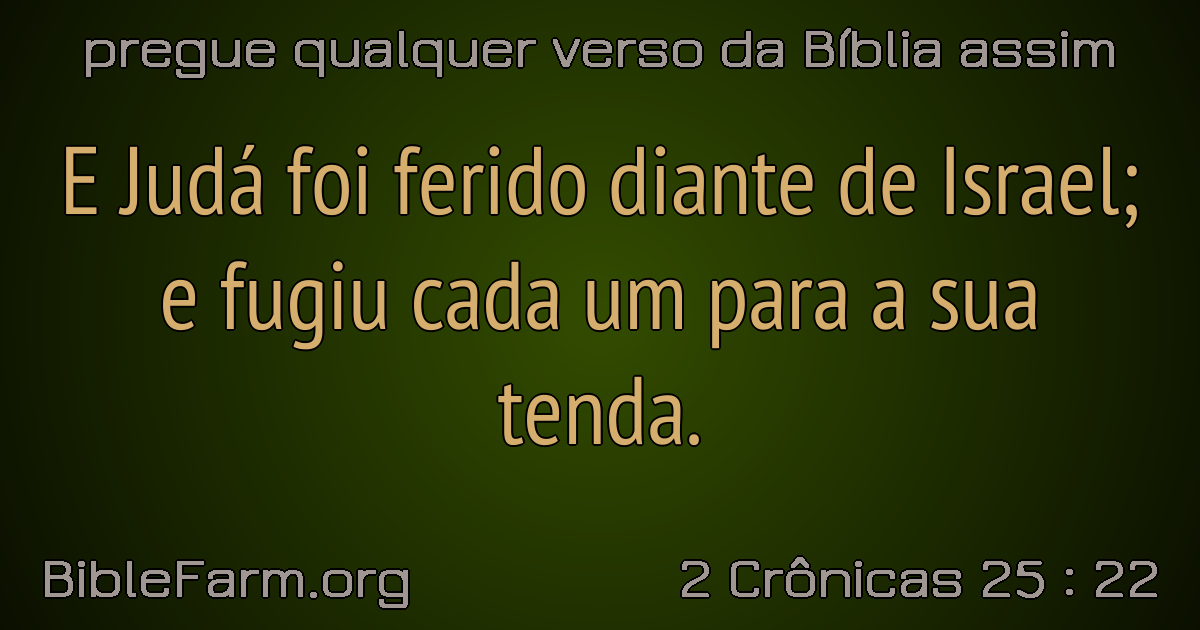 pregue qualquer verso da Bíblia assim
E Judá foi ferido diante de Israel;
e fugiu cada um para a sua
tenda.
BibleFarm.org
2 Crônicas 25 : 22